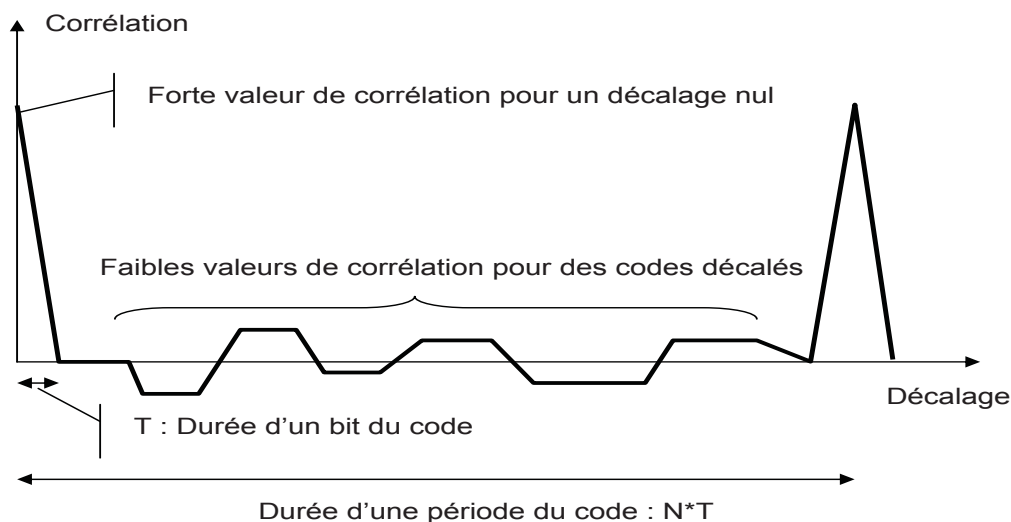 Corrélation
Forte valeur de corrélation pour un décalage nul
Faibles valeurs de corrélation pour des codes décalés
Décalage
T : Durée d’un bit du code
Durée d’une période du code : N*T